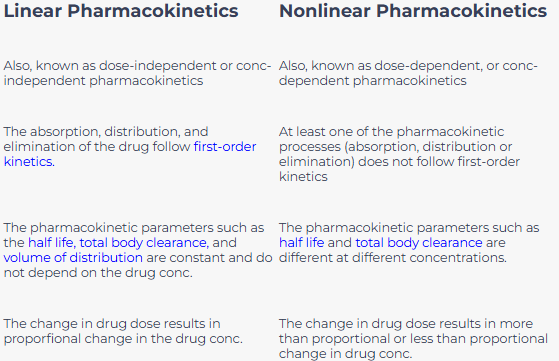 Linear Pharmacokinetics
Nonlinear Pharmacokinetics
Also, known as dose-independent or conc-
independent pharmacokinetics
Also, known as dose-dependent, or conc-
dependent pharmacokinetics
The absorption, distribution, and
elimination of the drug follow first-order
kinetics.
At least one of the pharmacokinetic
processes (absorption, distribution or
elimination) does not follow first-order
kinetics
The pharmacokinetic parameters such as
the half life, total body clearance, and
volume of distribution are constant and do
not depend on the drug conc.
The pharmacokinetic parameters such as
half life and total body clearance are
different at different concentrations.
The change in drug dose results in
proporfional change in the drug conc.
The change in drug dose results in more
than proportional or less than proportional
change in drug conc.